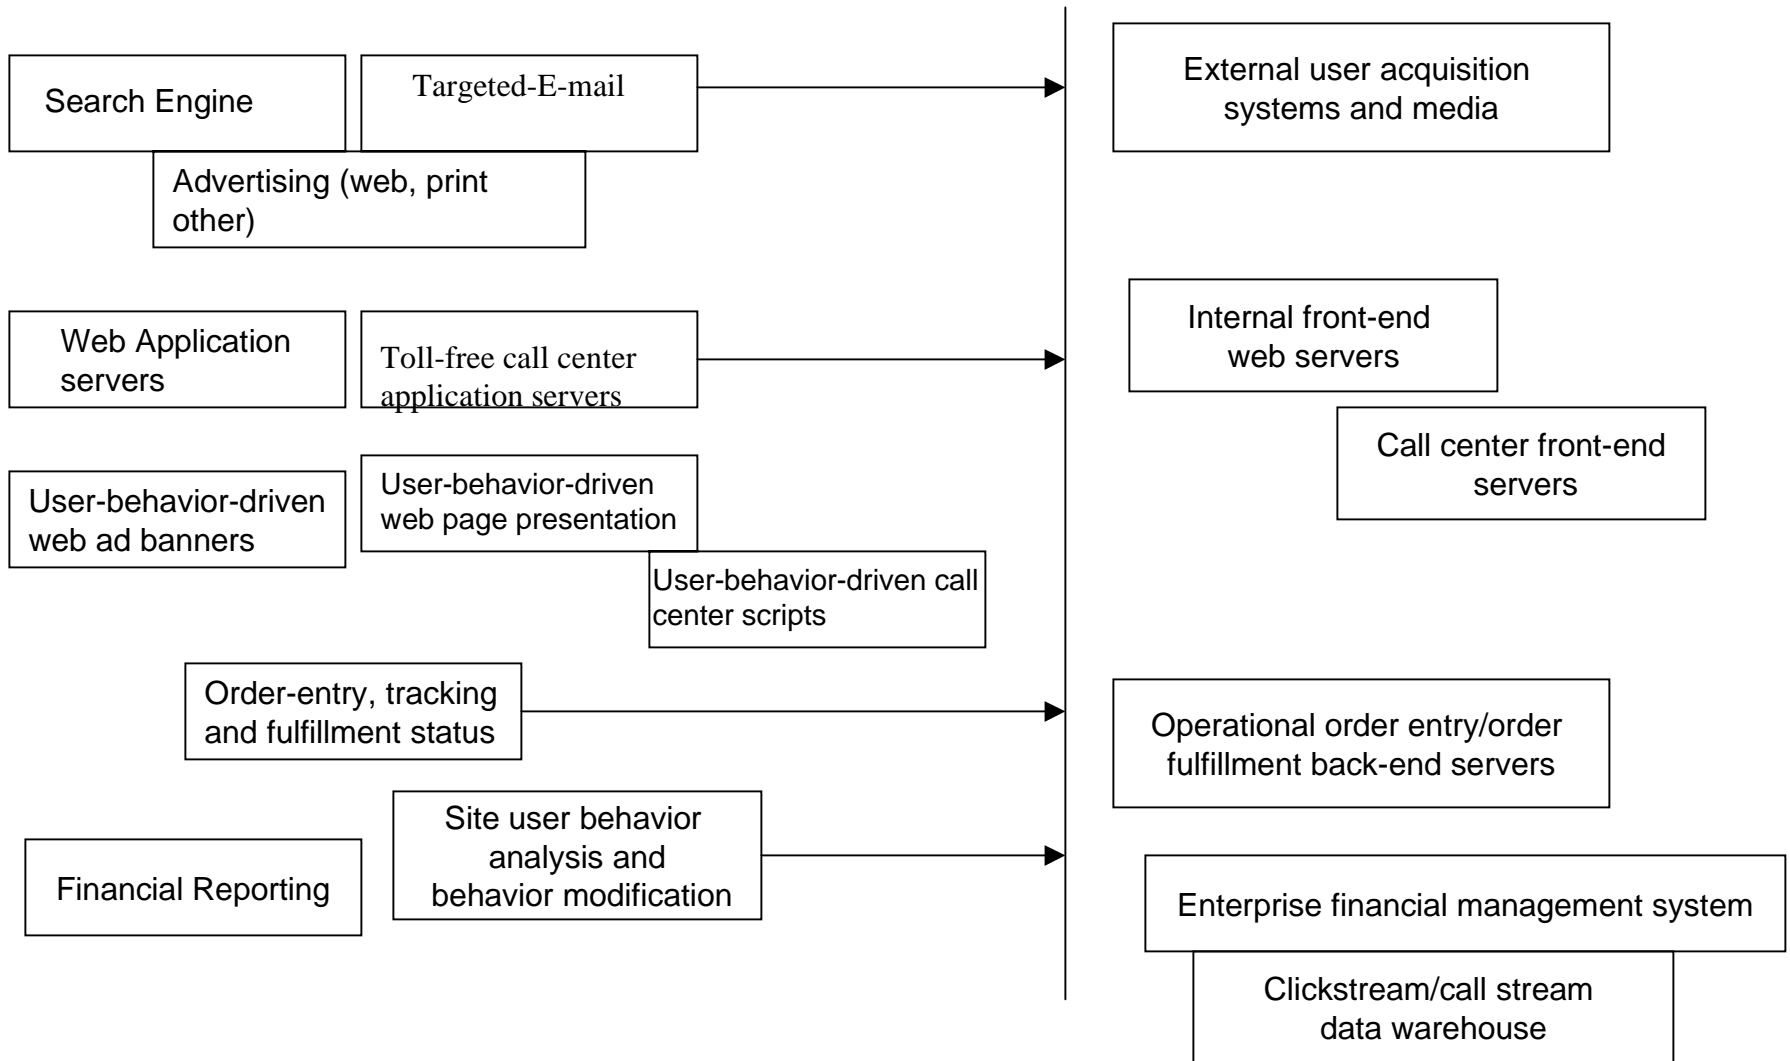 Search Engine
Targeted-E-mail
External user acquisition
systems and media
Advertising (web, print
other)
Web Application
servers
Toll-free call center
application servers
Internal front-end
web servers
Call center front-end
servers
User-behavior-driven
web ad banners
User-behavior-driven
web page presentation
User-behavior-driven call
center scripts
Order-entry, tracking
and fulfillment status
Operational order entry/order
fulfillment back-end servers
Site user behavior
analysis and
behavior modification
Financial Reporting
Enterprise financial management system
Clickstream/call stream
data warehouse